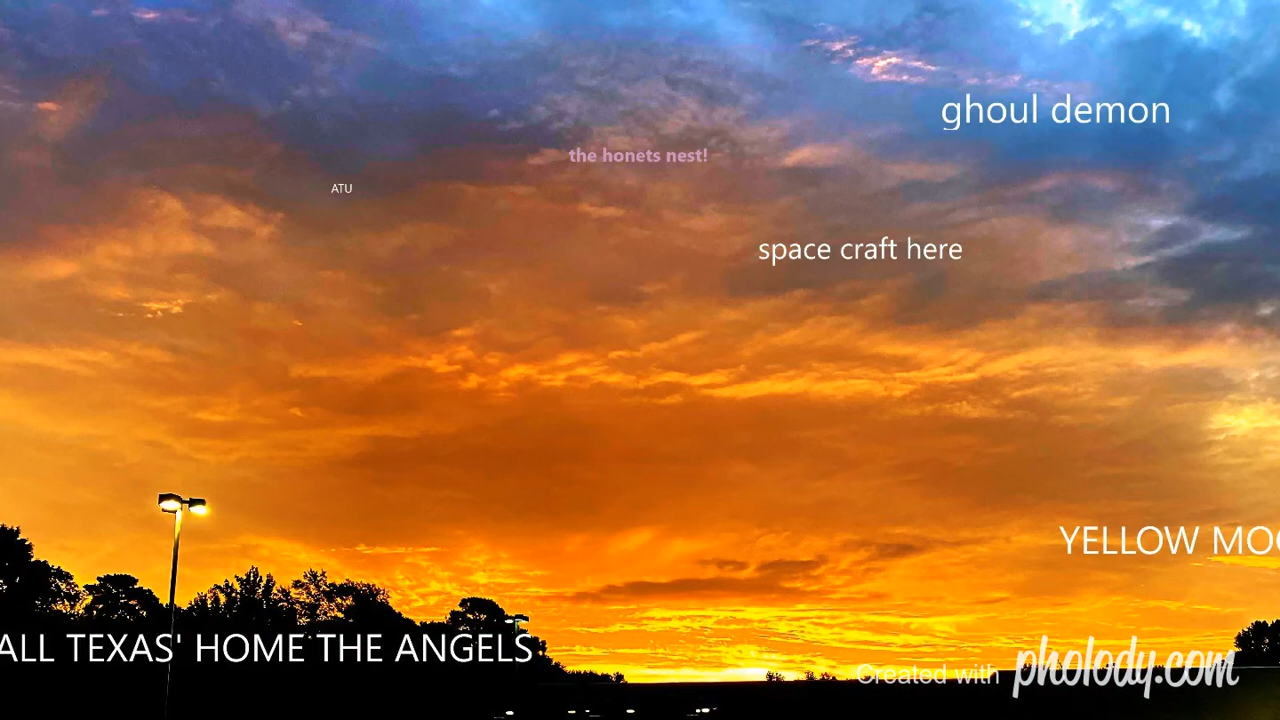 ghoul demon
the honets nest!
ATU
space craft here
YELLOW MOO
ALL TEXAS' HOME THE ANGELS
Created with pholody.com